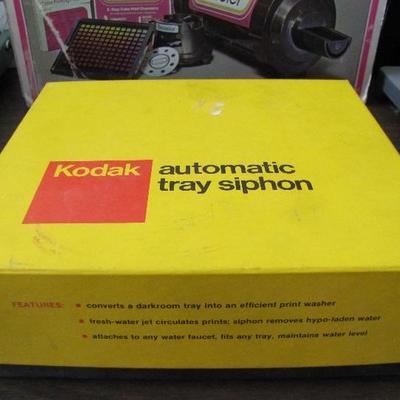 Kodak
automatic
tray siphon
FEATURES:
• converts a darkroom tray into an efficient print washer
• fresh-water jet circulates prints; siphon removes hypo-laden water
• attaches to any water faucet, fits any tray, maintains water level